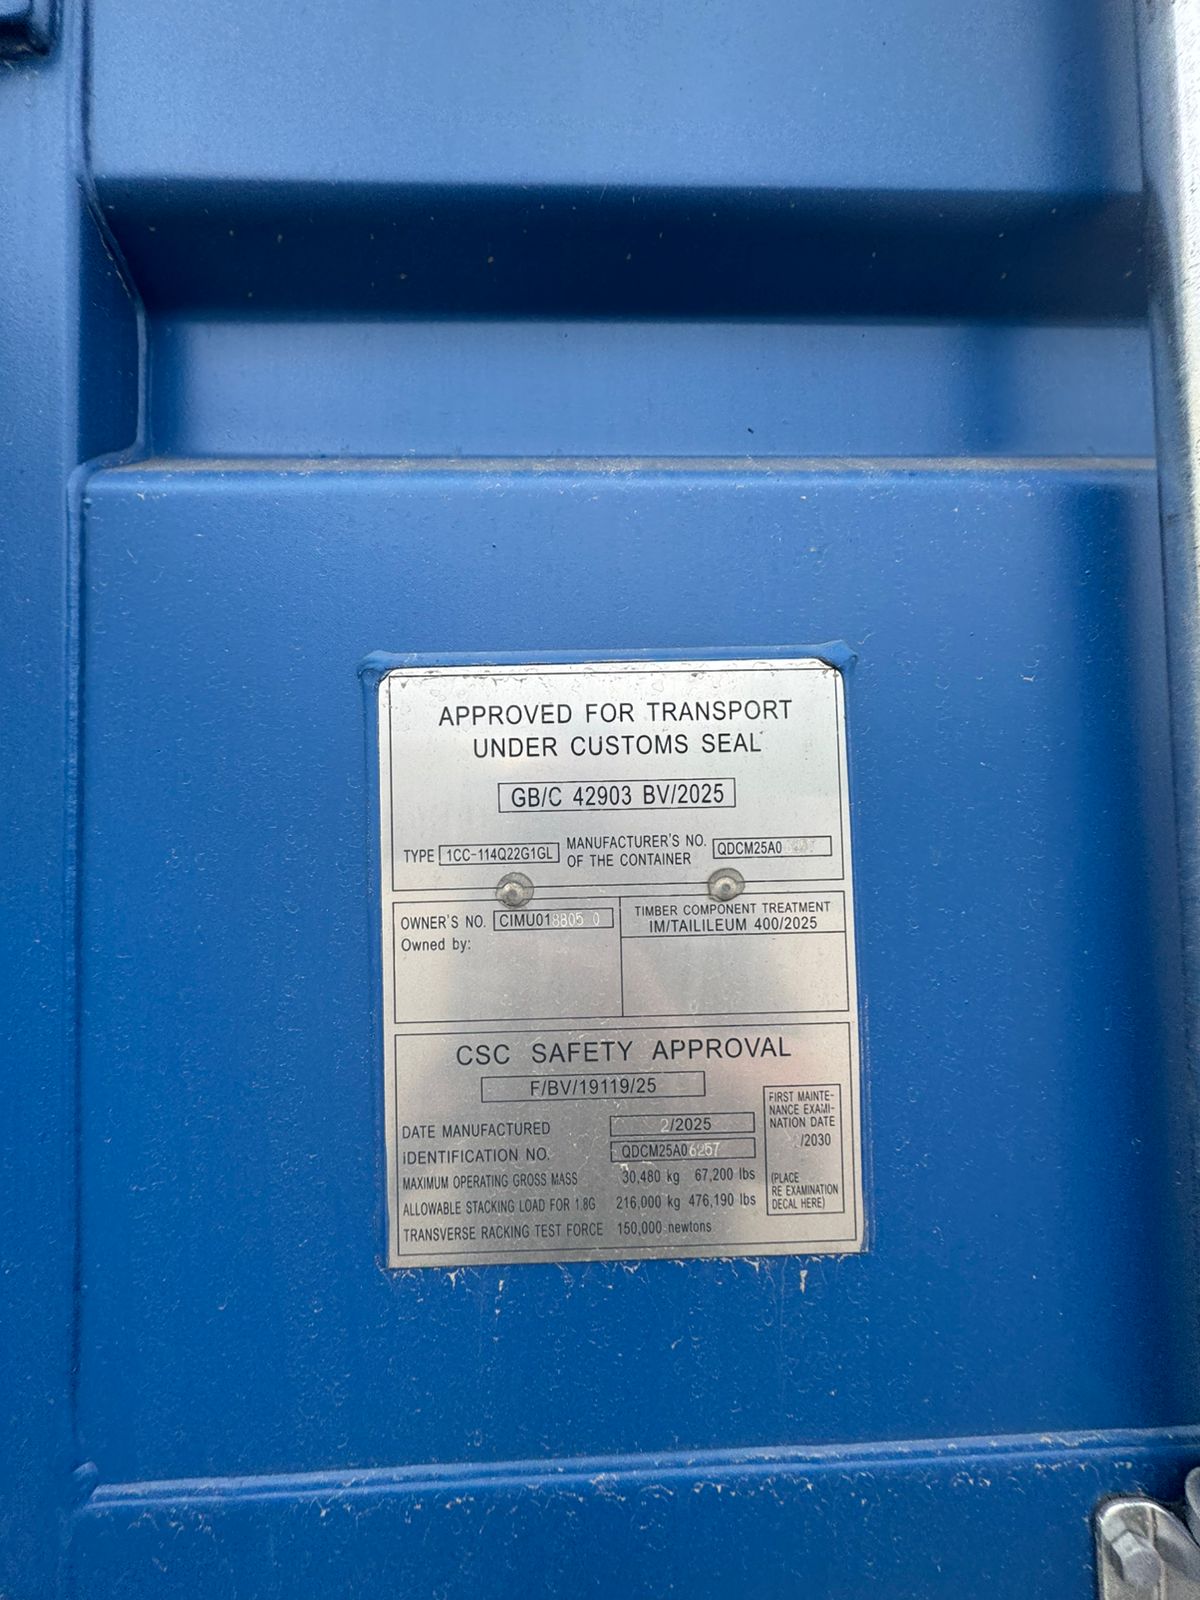 APPROVED FOR TRANSPORT
UNDER CUSTOMS SEAL
GB/C 42903 BV/2025
TYPE 1CC-114Q22G1GL MANUFACTURER'S NO. OF THE CONTAINER QDCM25A0
OWNER'S NO. CIMU018805 0
Owned by:
TIMBER COMPONENT TREATMENT
IM/TAILILEUM 400/2025
CSC SAFETY APPROVAL
F/BV/19119/25
DATE MANUFACTURED 2/2025
IDENTIFICATION NO. QDCM25A06257
MAXIMUM OPERATING GROSS MASS 30,480 kg 67,200 lbs
ALLOWABLE STACKING LOAD FOR 1.8G 216,000 kg 476,190 lbs
TRANSVERSE RACKING TEST FORCE 150,000 newtons
FIRST MAINTE-
NANCE EXAMI-
NATION DATE
/2030
(PLACE
RE EXAMINATION
DECAL HERE)